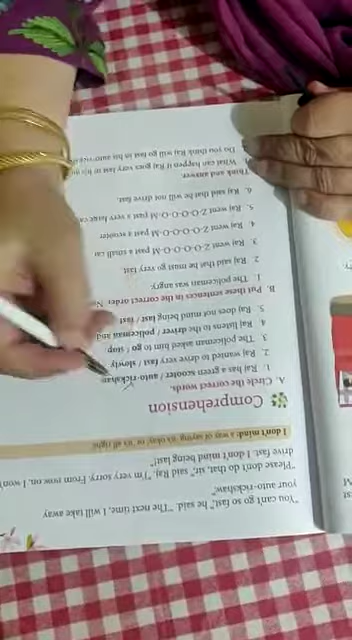 "You can't go so fast," he said. "The next time, I will take away
your auto-rickshaw."
"Please don't do that, sir," said Raj. "I'm very sorry. From now on, I won't
drive fast. I don't mind being last!"
I don't mind: a way of saying its okay, or, it's all right
Comprehension
A. Circle the correct words.
1. Raj has a green scooter / auto-rickshaw
2. Raj wanted to drive very fast / slowly
3. The policeman asked him to go / stop
4. Raj listens to the driver / policeman and
5. Raj does not mind being last / fast
B. Put these sentences in the correct order.
1. The policeman was angry.
2. Raj said that he must go very fast.
3. Raj went Z-O-O-O-O-M past a small car
4. Raj went Z-O-O-O-O-M past a scooter
5. Raj went Z-O-O-O-O-M past a very large
6. Raj said that he will not drive fast.
Think and answer.
What can happen if Raj goes very fast in his
Do you think Raj will go fast in his auto